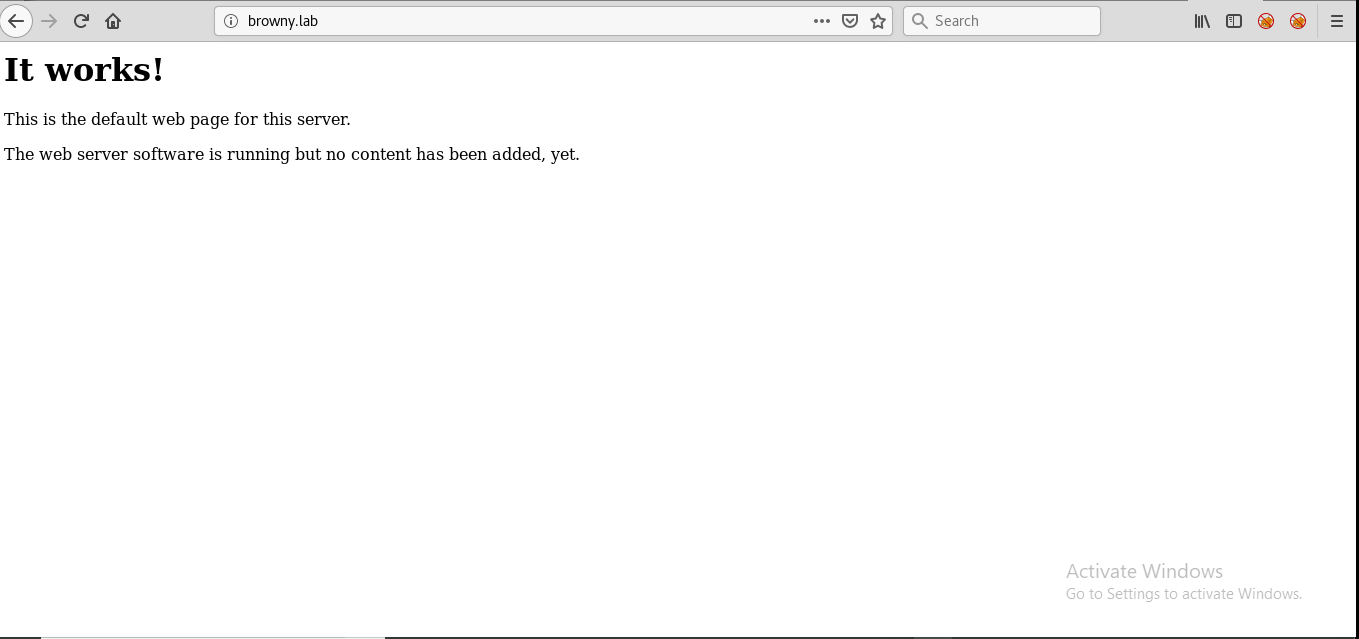 browny.lab
Search
It works!
This is the default web page for this server.
The web server software is running but no content has been added, yet.
Activate Windows
Go to Settings to activate Windows.